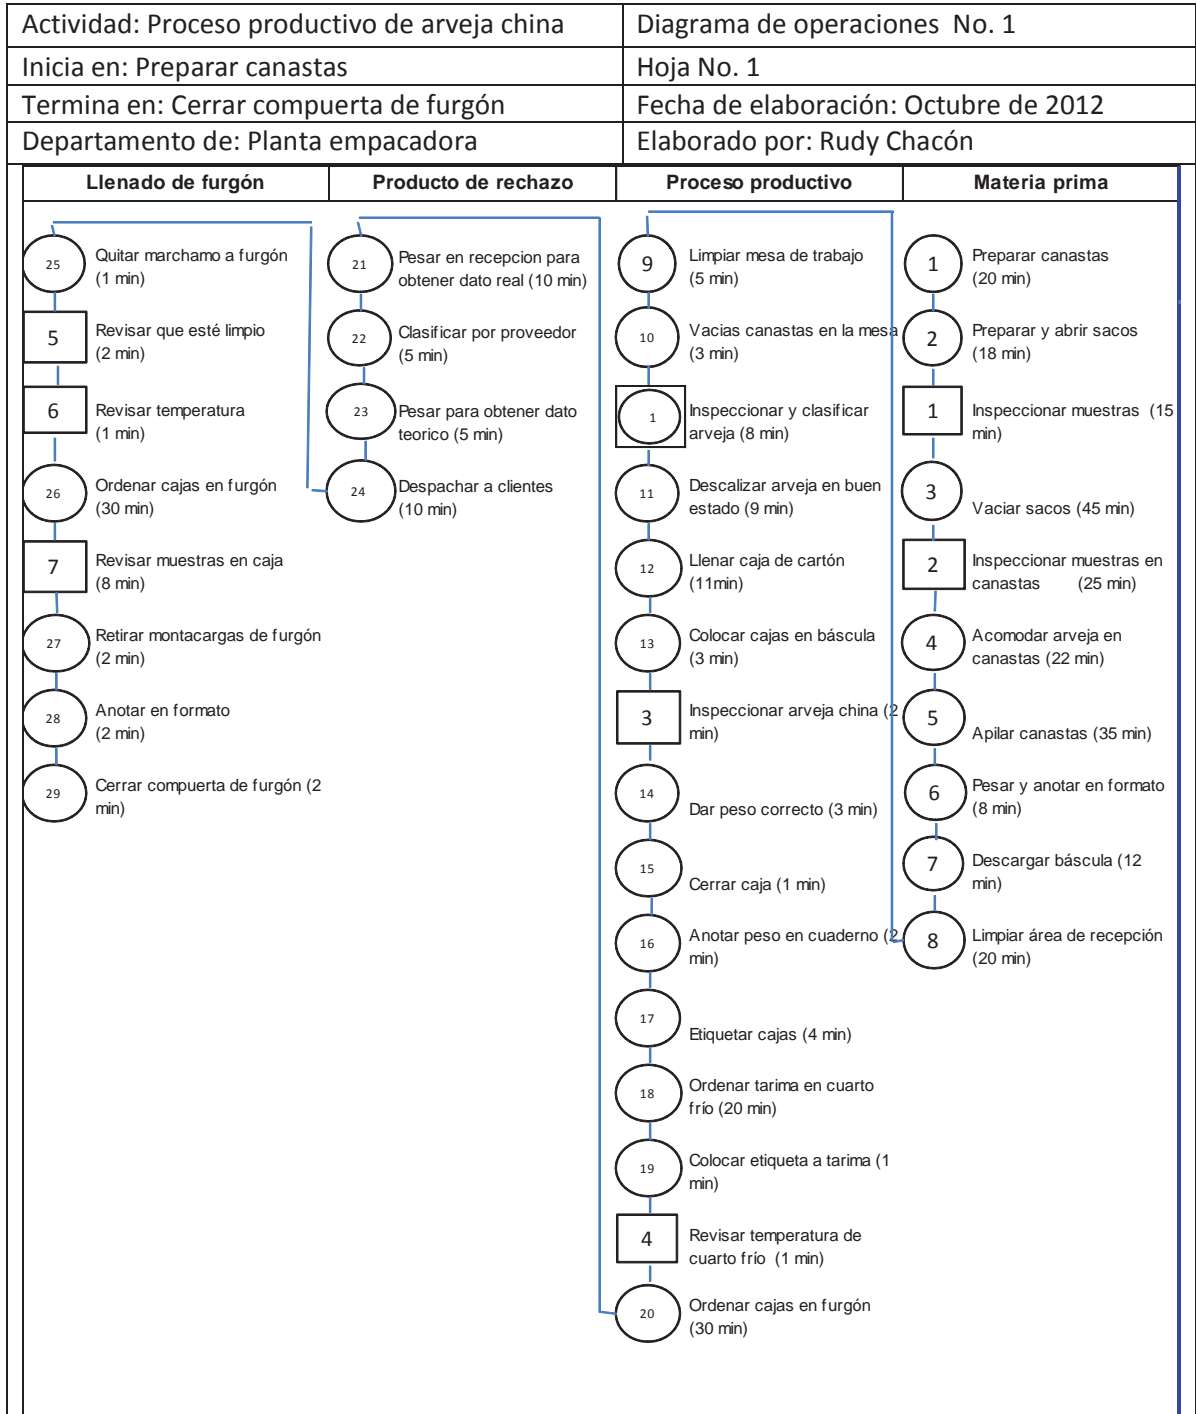 Actividad: Proceso productivo de arveja china
Diagrama de operaciones No. 1
Inicia en: Preparar canastas
Hoja No. 1
Termina en: Cerrar compuerta de furgón
Fecha de elaboración: Octubre de 2012
Departamento de: Planta empacadora
Elaborado por: Rudy Chacón
Llenado de furgón
Producto de rechazo
Proceso productivo
Materia prima
25
Quitar marchamo a furgón
(1 min)
5
Revisar que esté limpio
(2 min)
6
Revisar temperatura
(1 min)
26
Ordenar cajas en furgón
(30 min)
7
Revisar muestras en caja
(8 min)
27
Retirar montacargas de furgón
(2 min)
28
Anotar en formato
(2 min)
29
Cerrar compuerta de furgón (2
min)
21
Pesar en recepcion para
obtener dato real (10 min)
22
Clasificar por proveedor
(5 min)
23
Pesar para obtener dato
teorico (5 min)
24
Despachar a clientes
(10 min)
9
Limpiar mesa de trabajo
(5 min)
10
Vacias canastas en la mesa
(3 min)
1
Inspeccionar y clasificar
arveja (8 min)
11
Descalizar arveja en buen
estado (9 min)
12
Llenar caja de cartón
(11min)
13
Colocar cajas en báscula
(3 min)
3
Inspeccionar arveja china (2
min)
14
Dar peso correcto (3 min)
15
Cerrar caja (1 min)
16
Anotar peso en cuaderno (2
min)
17
Etiquetar cajas (4 min)
18
Ordenar tarima en cuarto
frío (20 min)
19
Colocar etiqueta a tarima (1
min)
4
Revisar temperatura de
cuarto frío (1 min)
20
Ordenar cajas en furgón
(30 min)
1
Preparar canastas
(20 min)
2
Preparar y abrir sacos
(18 min)
1
Inspeccionar muestras (15
min)
3
Vaciar sacos (45 min)
2
Inspeccionar muestras en
canastas (25 min)
4
Acomodar arveja en
canastas (22 min)
5
Apilar canastas (35 min)
6
Pesar y anotar en formato
(8 min)
7
Descargar báscula (12
min)
8
Limpiar área de recepción
(20 min)